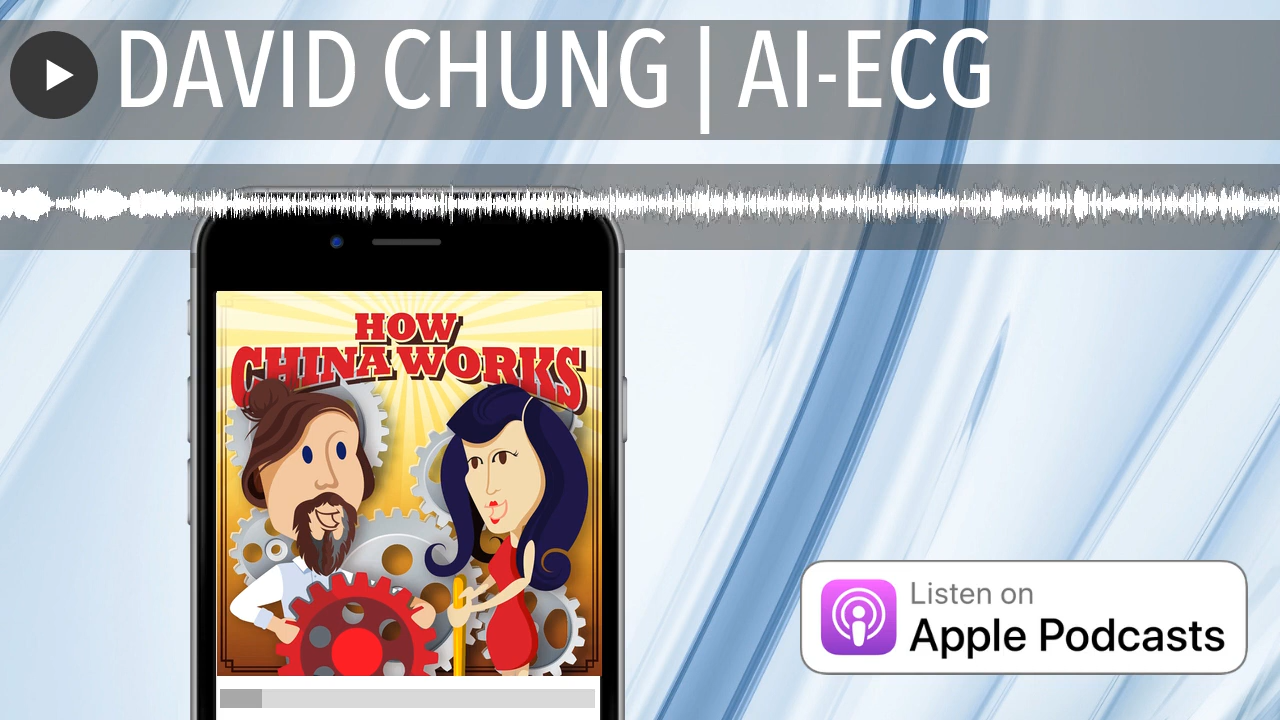 DAVID CHUNG | AI-ECG
HOW
CHINA WORKS
Listen on
Apple Podcasts